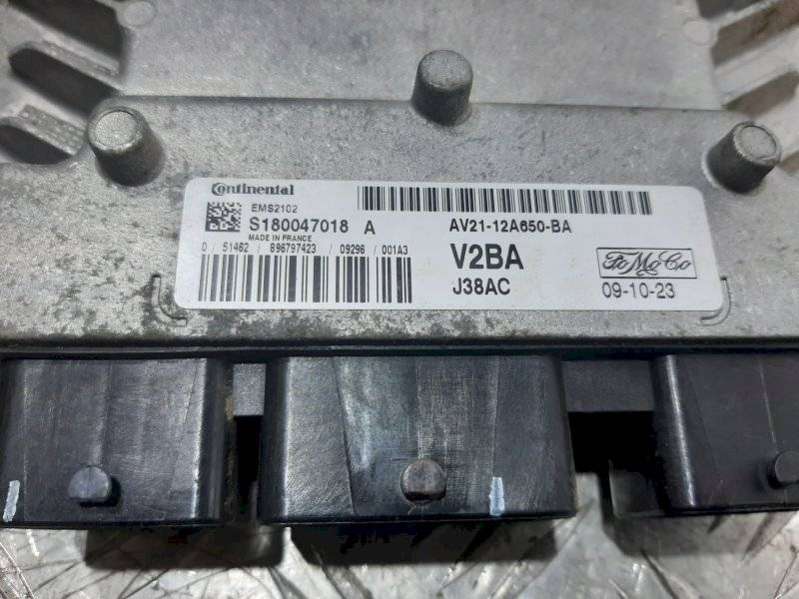 Continental
EMS2102
S180047018 A
MADE IN FRANCE
0 / 51462 / 896797423 / 09296 / 001A3
AV21-12A650-BA
V2BA
J38AC
FoMoCo
09-10-23